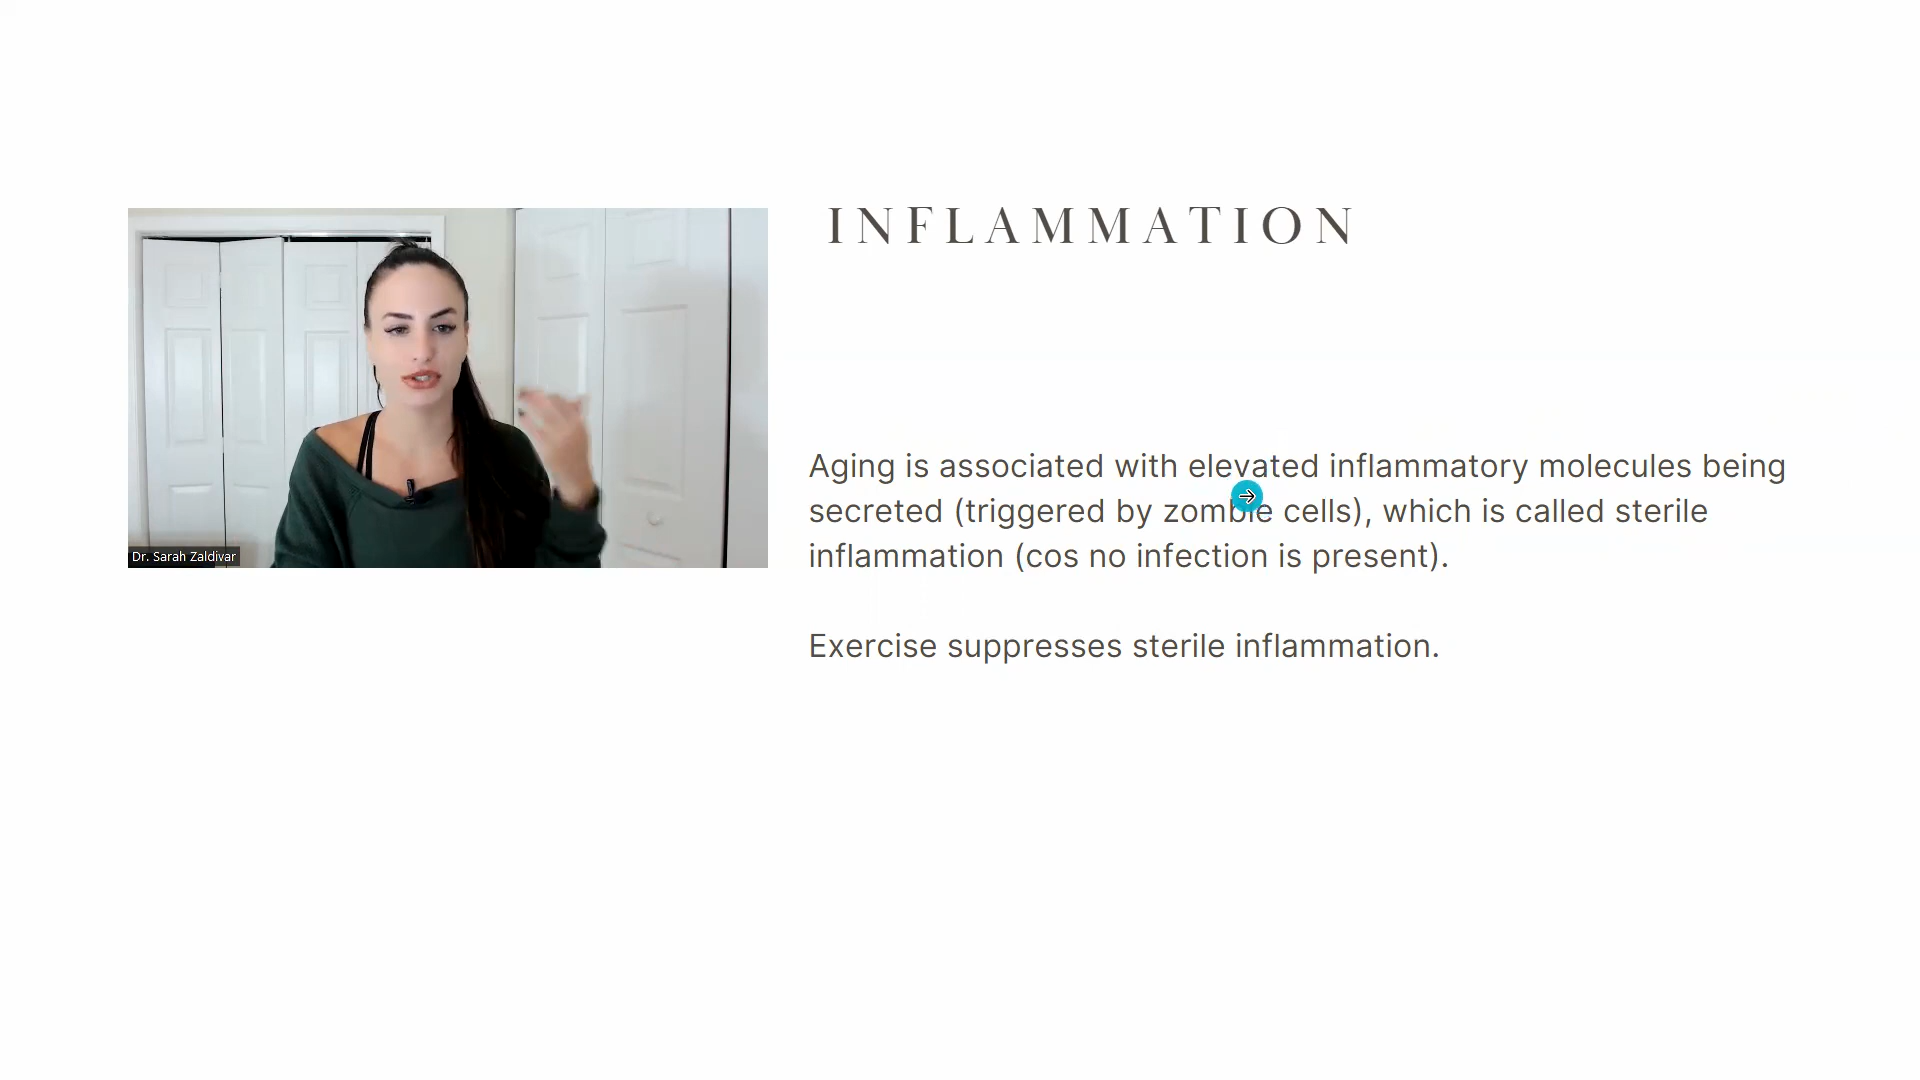 INFLAMMATION
Aging is associated with elevated inflammatory molecules being
secreted (triggered by zombie cells), which is called sterile
inflammation (cos no infection is present).
Exercise suppresses sterile inflammation.
Dr. Sarah Zaldivar